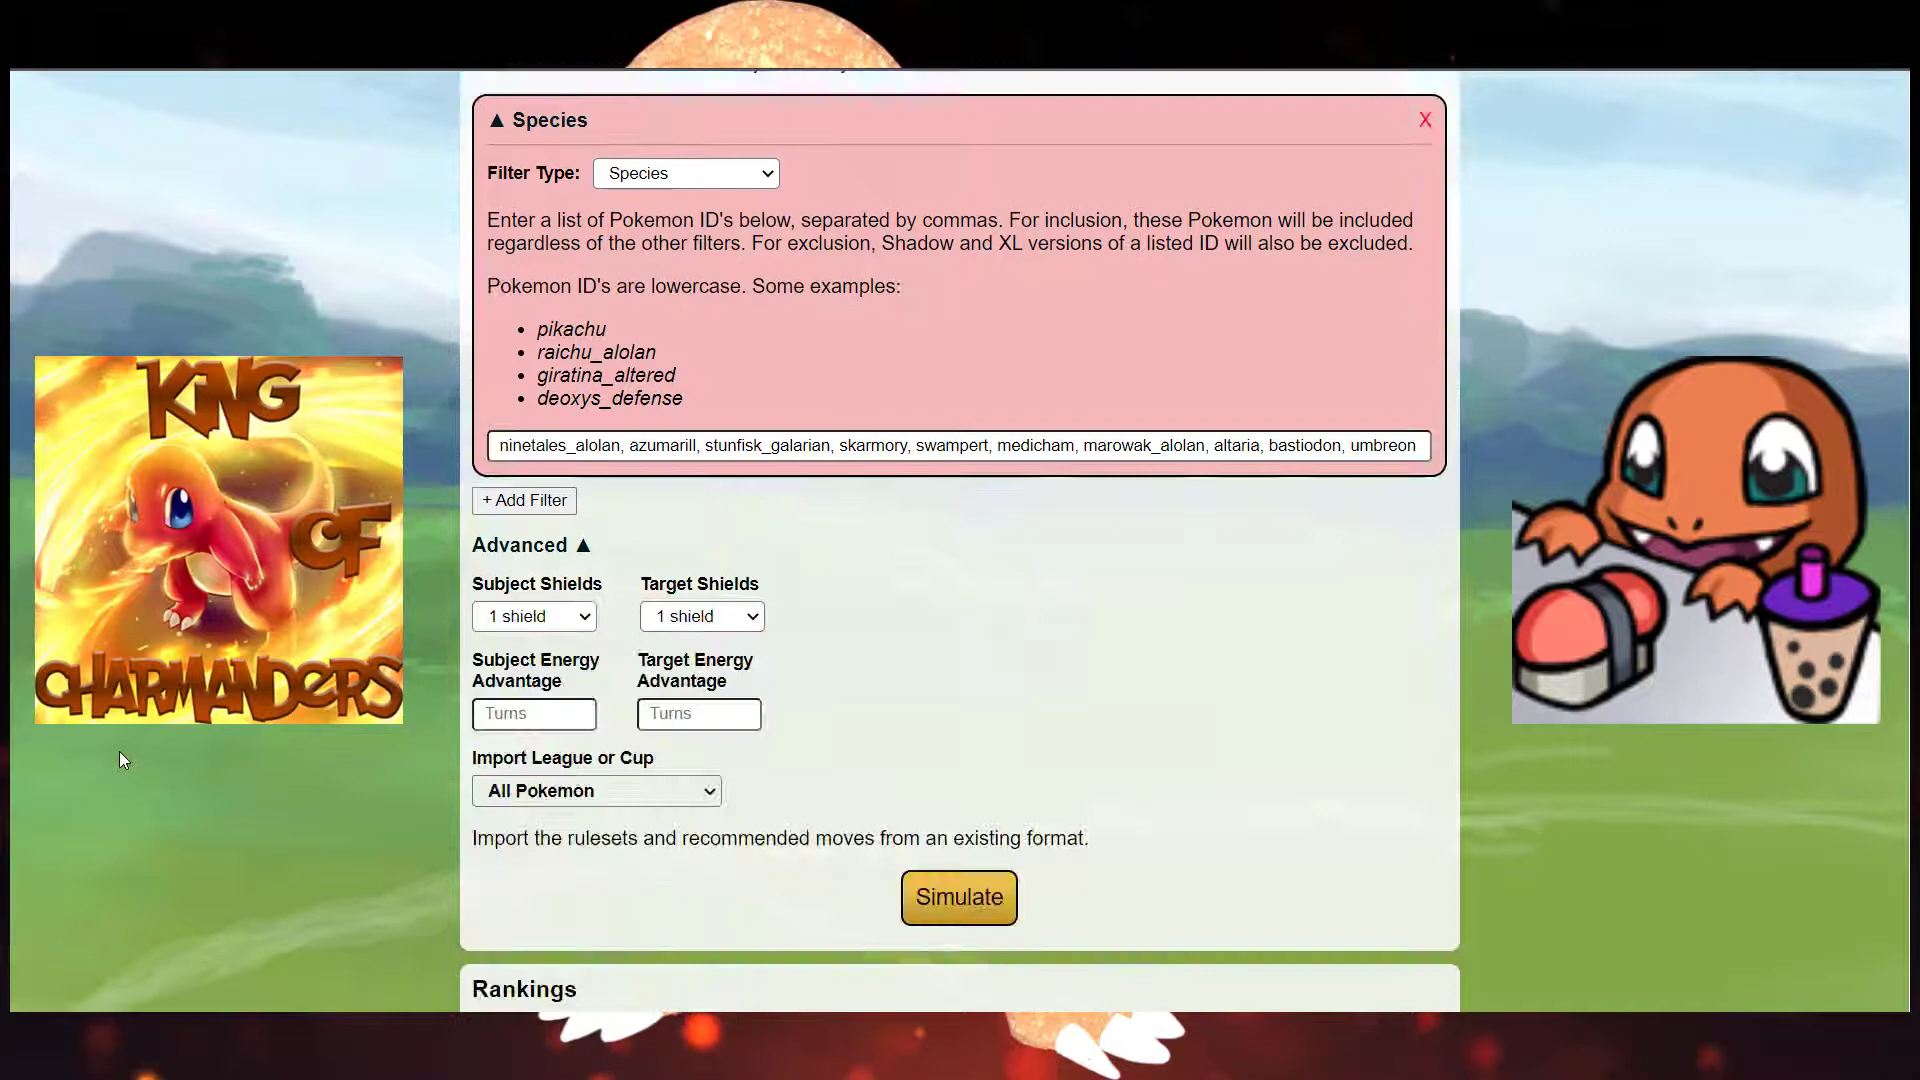 ▲ Species X
Filter Type: Species
Enter a list of Pokemon ID's below, separated by commas. For inclusion, these Pokemon will be included
regardless of the other filters. For exclusion, Shadow and XL versions of a listed ID will also be excluded.
Pokemon ID's are lowercase. Some examples:
• pikachu
• raichu_alolan
• giratina_altered
• deoxys_defense
ninetales_alolan, azumarill, stunfisk_galarian, skarmory, swampert, medicham, marowak_alolan, altaria, bastiodon, umbreon
+ Add Filter
Advanced ▲
Subject Shields Target Shields
1 shield 1 shield
Subject Energy Target Energy
Advantage Advantage
Turns Turns
Import League or Cup
All Pokemon
Import the rulesets and recommended moves from an existing format.
Simulate
Rankings
KNG
OF
CHARMANDERS